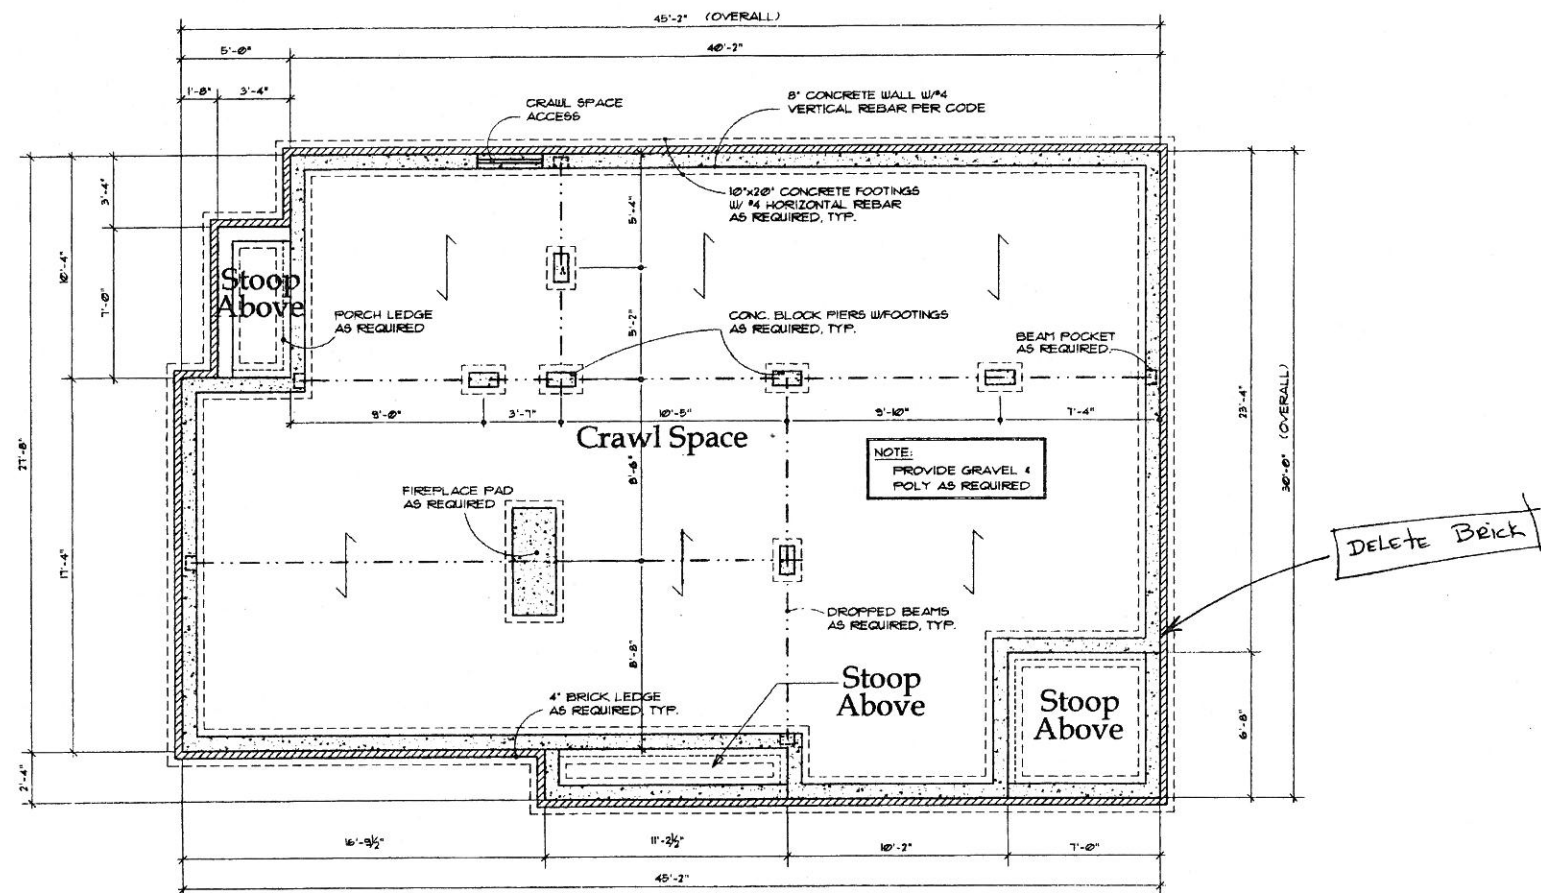 45'-2" (OVERALL)
5'-0"
40'-2"
1'-8"
3'-4"
CRAWL SPACE
ACCESS
8" CONCRETE WALL W/#4
VERTICAL REBAR PER CODE
10"x20" CONCRETE FOOTINGS
W/ #4 HORIZONTAL REBAR
AS REQUIRED, TYP.
3'-4"
10'-4"
7'-0"
5'-4"
5'-2"
Stoop
Above
PORCH LEDGE
AS REQUIRED
CONC. BLOCK PIERS W/FOOTINGS
AS REQUIRED, TYP.
BEAM POCKET
AS REQUIRED
9'-0"
3'-7"
10'-5"
9'-10"
7'-4"
23'-4"
30'-0" (OVERALL)
27'-8"
Crawl Space
8'-6"
NOTE:
PROVIDE GRAVEL &
POLY AS REQUIRED
FIREPLACE PAD
AS REQUIRED
DELETE BRICK
17'-4"
DROPPED BEAMS
AS REQUIRED, TYP.
8'-8"
4" BRICK LEDGE
AS REQUIRED, TYP.
Stoop
Above
Stoop
Above
6'-8"
2'-4"
16'-9½"
11'-2½"
10'-2"
7'-0"
45'-2"